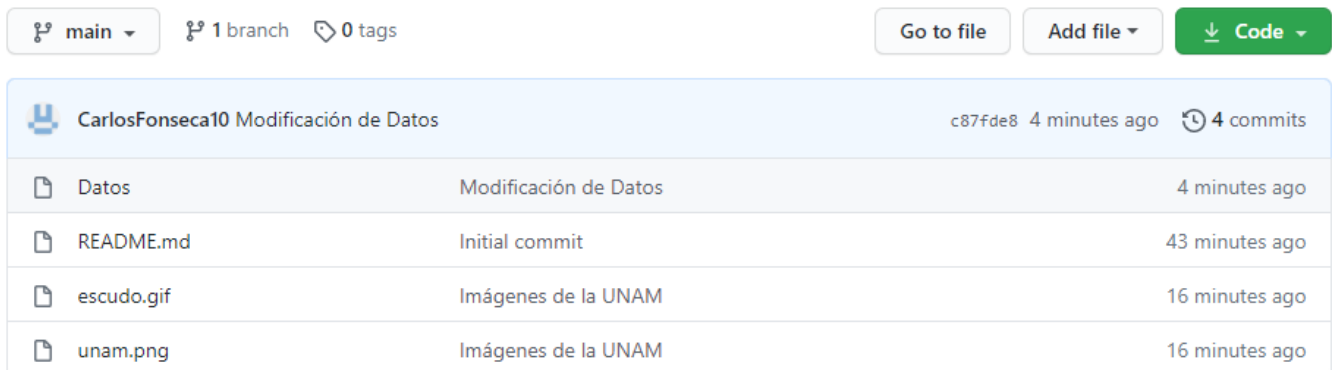 main 1 branch 0 tags Go to file Add file Code
CarlosFonseca10 Modificación de Datos c87fde8 4 minutes ago 4 commits
Datos Modificación de Datos 4 minutes ago
README.md Initial commit 43 minutes ago
escudo.gif Imágenes de la UNAM 16 minutes ago
unam.png Imágenes de la UNAM 16 minutes ago